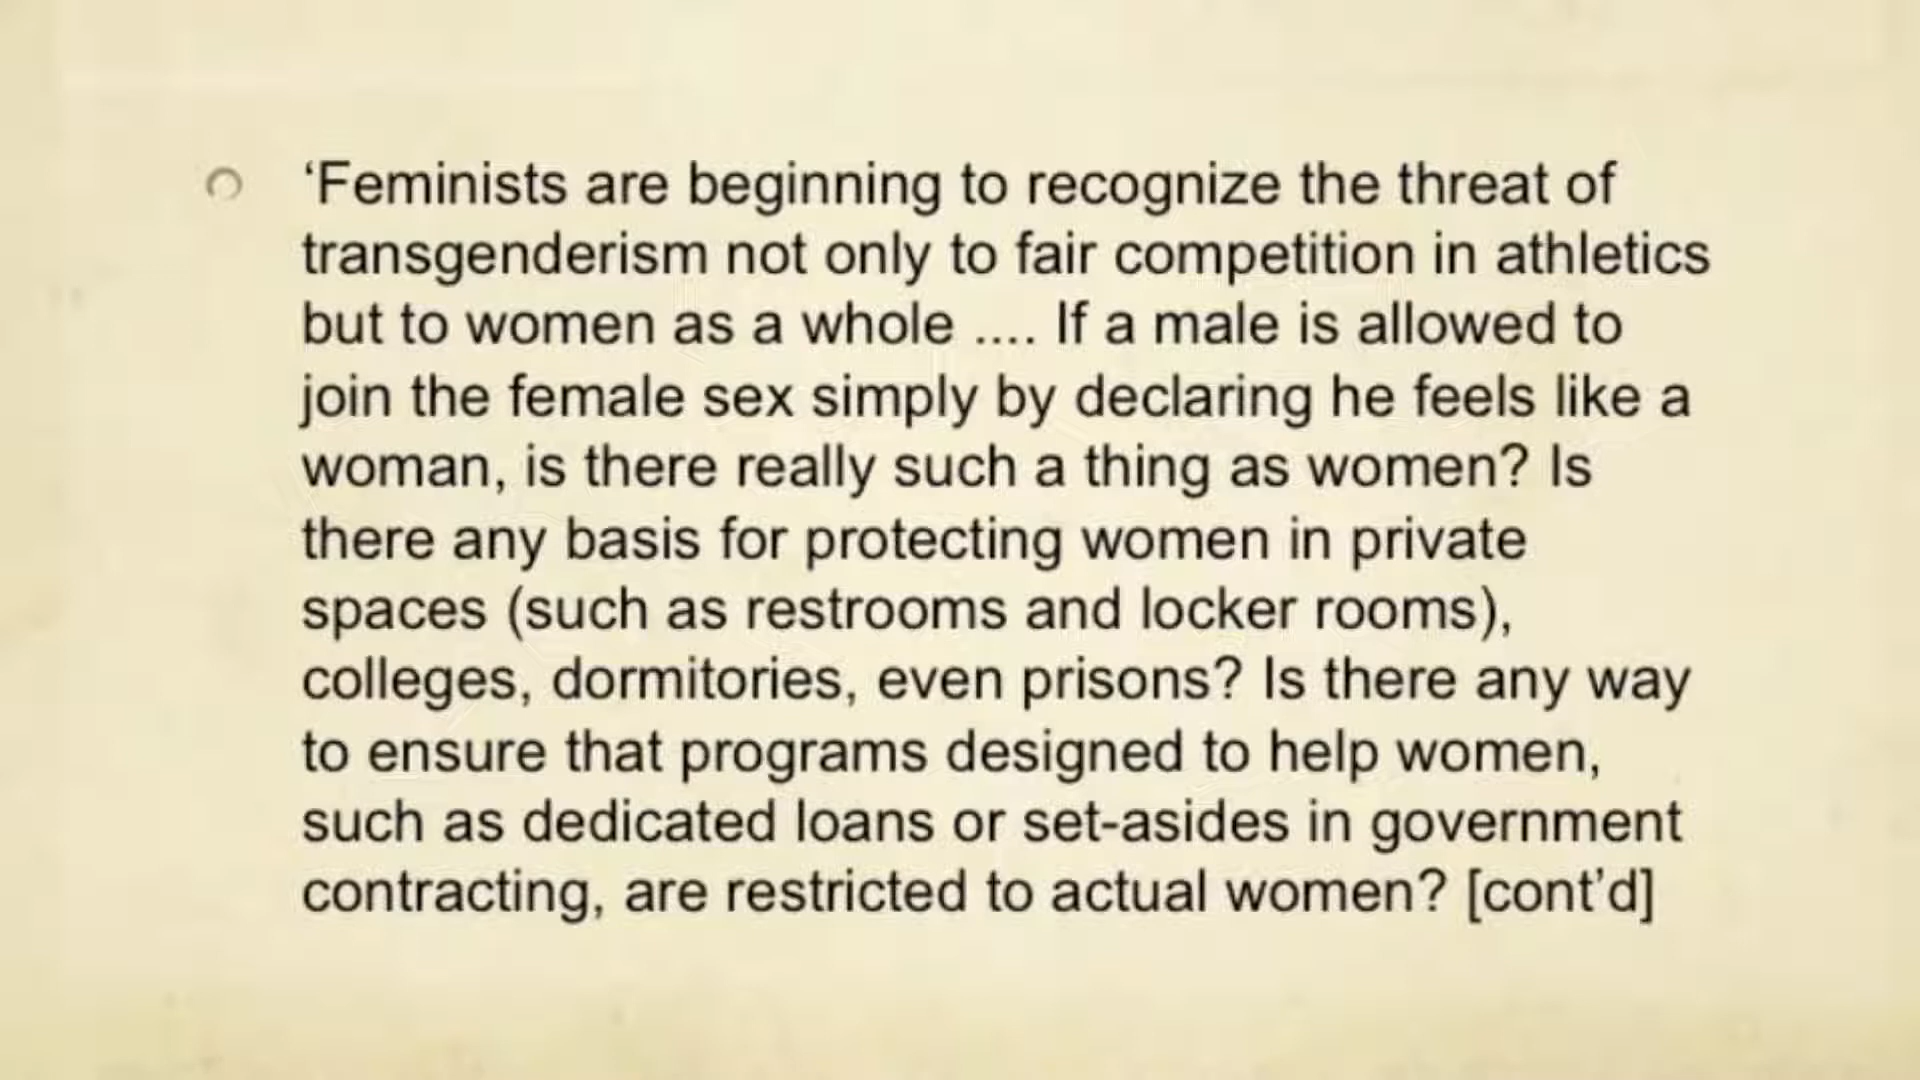 ‘Feminists are beginning to recognize the threat of
transgenderism not only to fair competition in athletics
but to women as a whole .... If a male is allowed to
join the female sex simply by declaring he feels like a
woman, is there really such a thing as women? Is
there any basis for protecting women in private
spaces (such as restrooms and locker rooms),
colleges, dormitories, even prisons? Is there any way
to ensure that programs designed to help women,
such as dedicated loans or set-asides in government
contracting, are restricted to actual women? [cont’d]